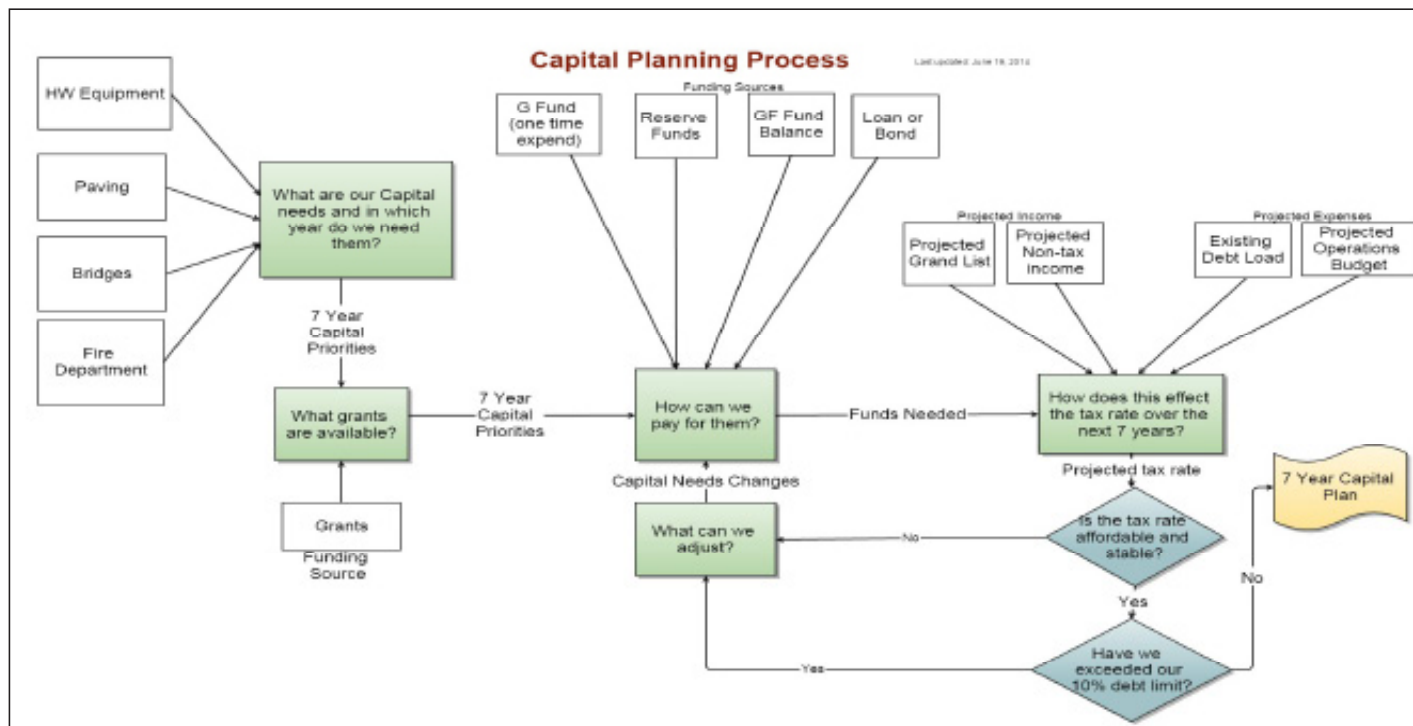 Capital Planning Process
Last updated: June 19, 2014
HW Equipment
Paving
Bridges
Fire
Department
What are our Capital
needs and in which
year do we need
them?
7 Year
Capital
Priorities
What grants
are available?
Grants
Funding
Source
7 Year
Capital
Priorities
Funding Sources
G Fund
(one time
expend)
Reserve
Funds
GF Fund
Balance
Loan or
Bond
How can we
pay for them?
Capital Needs Changes
What can we
adjust?
Funds Needed
Projected Income
Projected
Grand List
Projected
Non-tax
income
Projected Expenses
Existing
Debt Load
Projected
Operations
Budget
How does this effect
the tax rate over the
next 7 years?
Projected tax rate
Is the tax rate
affordable and
stable?
No
Yes
Have we
exceeded our
10% debt limit?
Yes
No
7 Year Capital
Plan